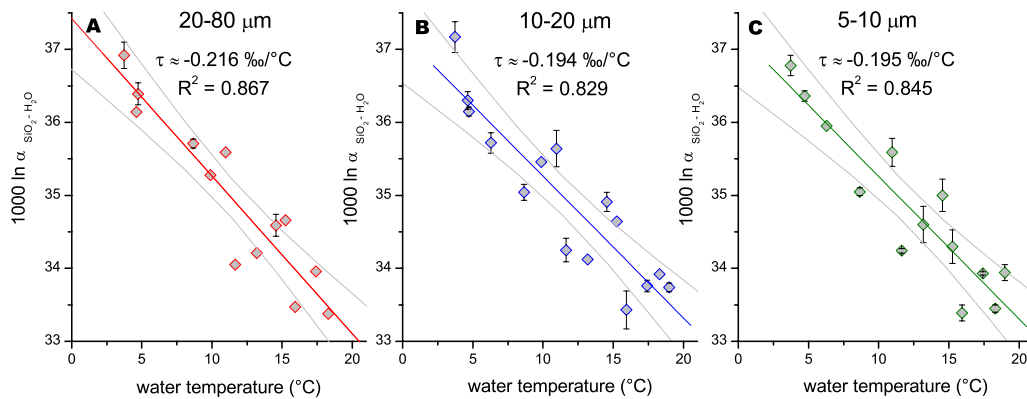 A
20-80 μm
τ ≈ -0.216 ‰/°C
R² = 0.867
1000 ln α SiO₂ - H₂O
37
36
35
34
33
0 5 10 15 20
water temperature (°C)
B
10-20 μm
τ ≈ -0.194 ‰/°C
R² = 0.829
1000 ln α SiO₂ - H₂O
37
36
35
34
33
0 5 10 15 20
water temperature (°C)
C
5-10 μm
τ ≈ -0.195 ‰/°C
R² = 0.845
1000 ln α SiO₂ - H₂O
37
36
35
34
33
0 5 10 15 20
water temperature (°C)